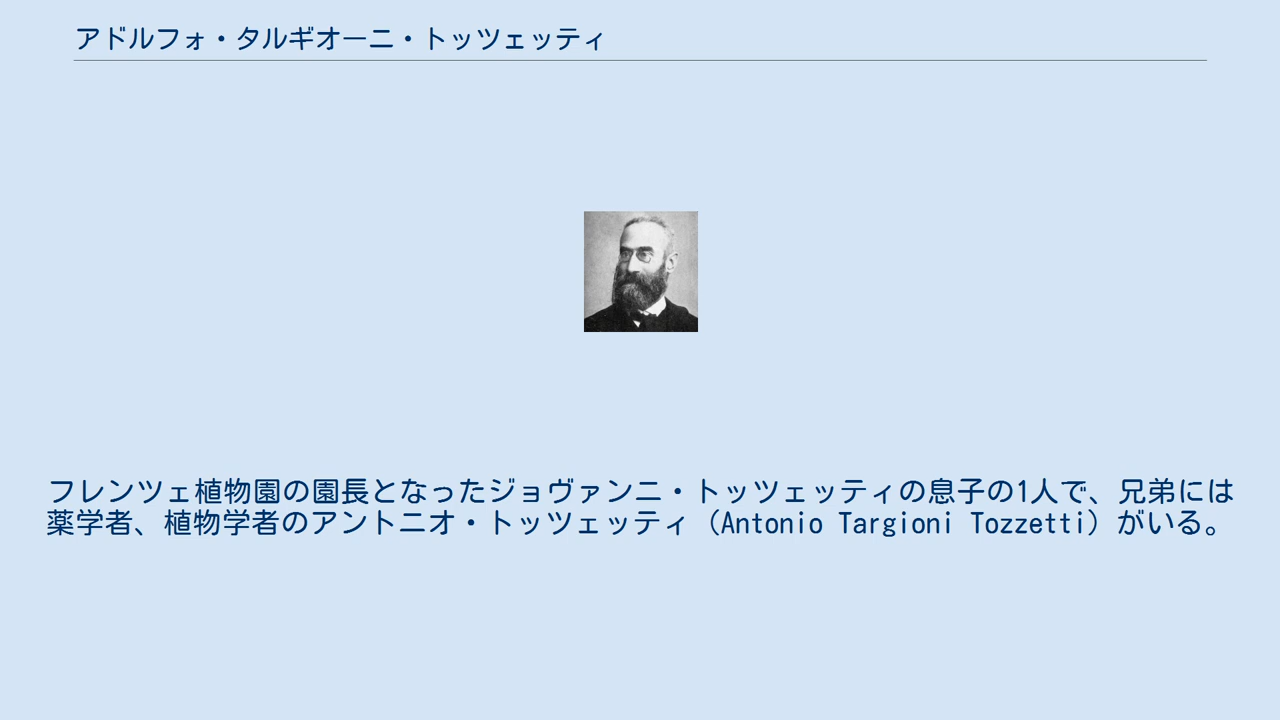 アドルフォ・タルギオーニ・トッツェッティ
フレンツェ植物園の園長となったジョヴァンニ・トッツェッティの息子の1人で、兄弟には
薬学者、植物学者のアントニオ・トッツェッティ（Antonio Targioni Tozzetti）がいる。